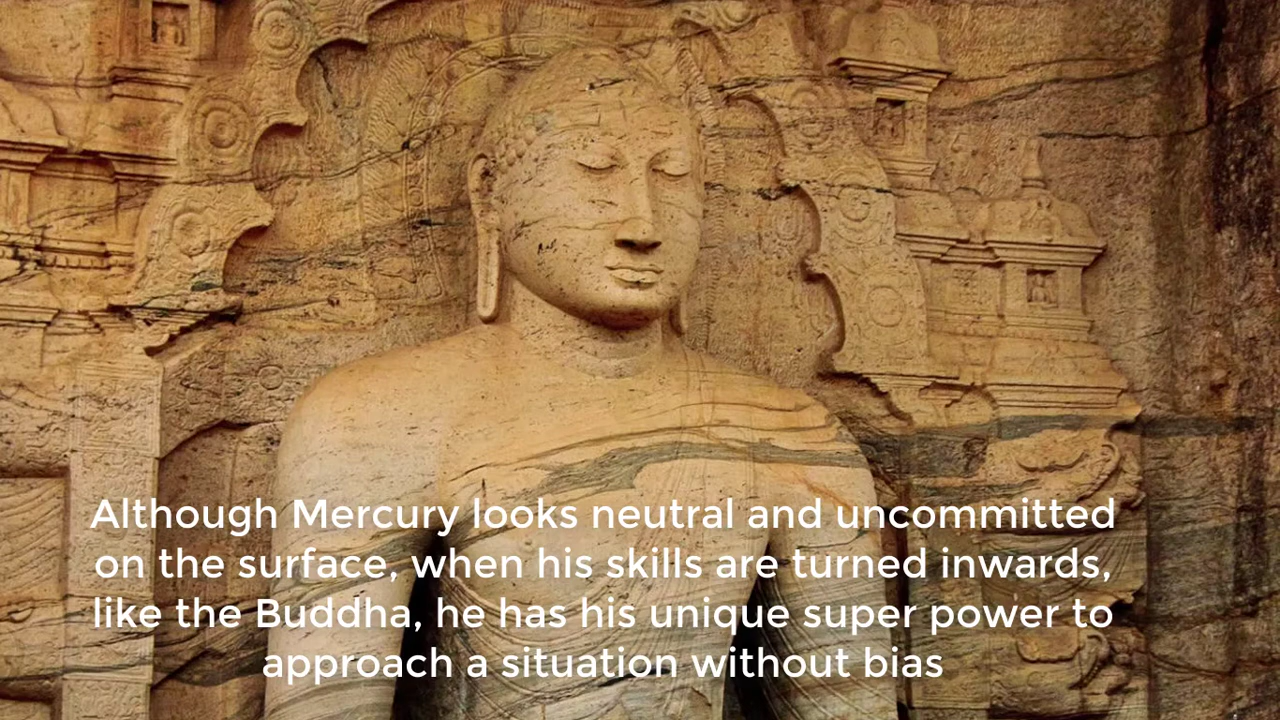 Although Mercury looks neutral and uncommitted
on the surface, when his skills are turned inwards,
like the Buddha, he has his unique super power to
approach a situation without bias